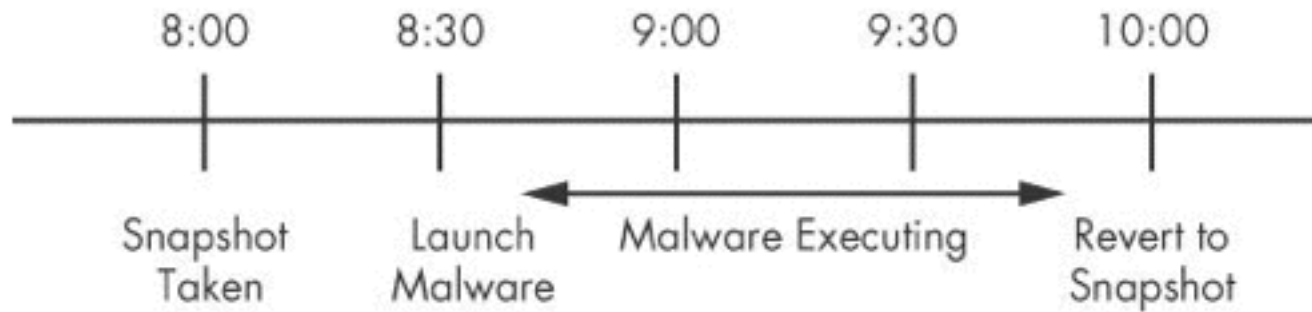 8:00 8:30 9:00 9:30 10:00
Snapshot Launch Malware Executing Revert to
Taken Malware Snapshot